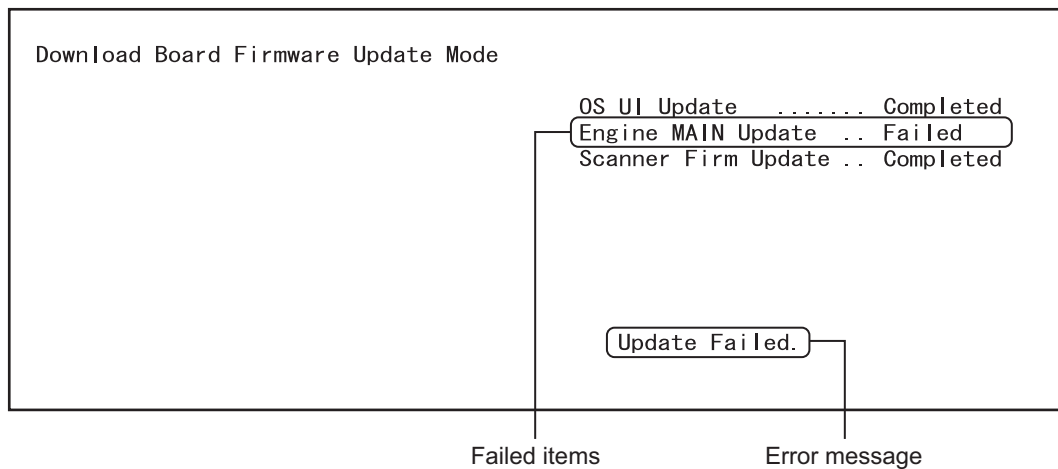 Download Board Firmware Update Mode
OS UI Update ....... Completed
Engine MAIN Update .. Failed
Scanner Firm Update .. Completed
Update Failed.
Failed items
Error message